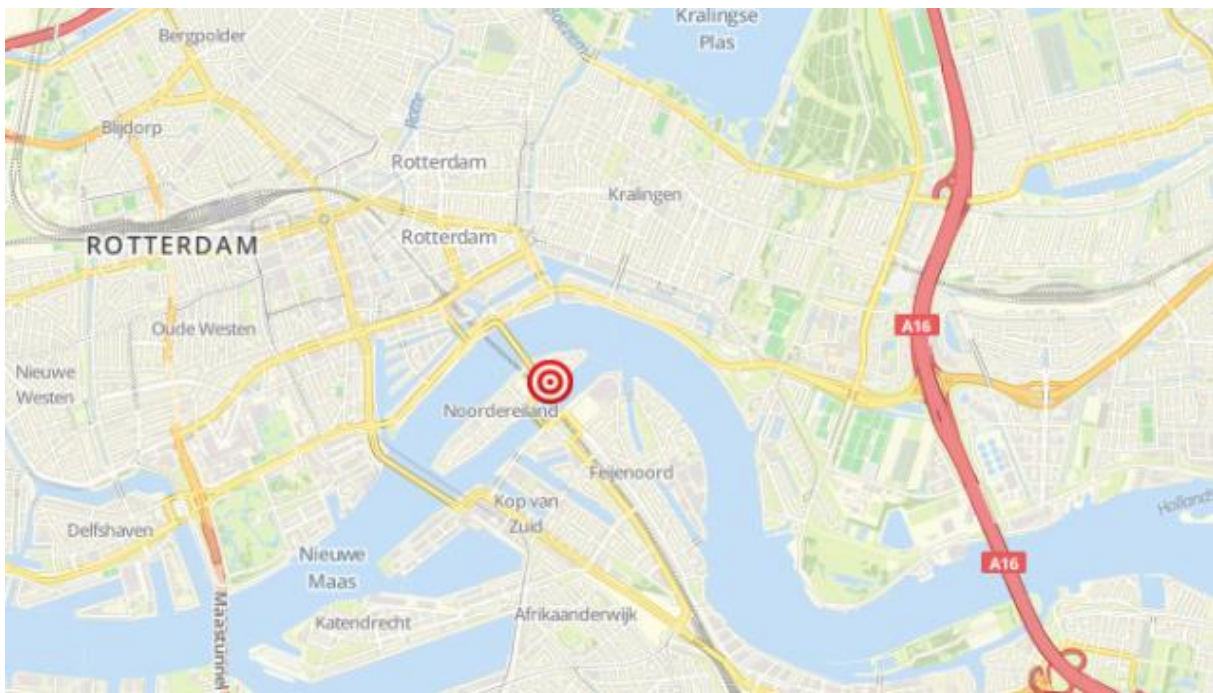 Kralingse
Plas
Bergpolder
Rotte
Blijdorp
Rotterdam
Kralingen
Rotterdam
ROTTERDAM
A16
Oude Westen
Nieuwe
Westen
Noordereiland
Feijenoord
Kop van
Zuid
Delfshaven
Nieuwe
Maas
A16
Maastunnel
Katendrecht
Afrikaanderwijk